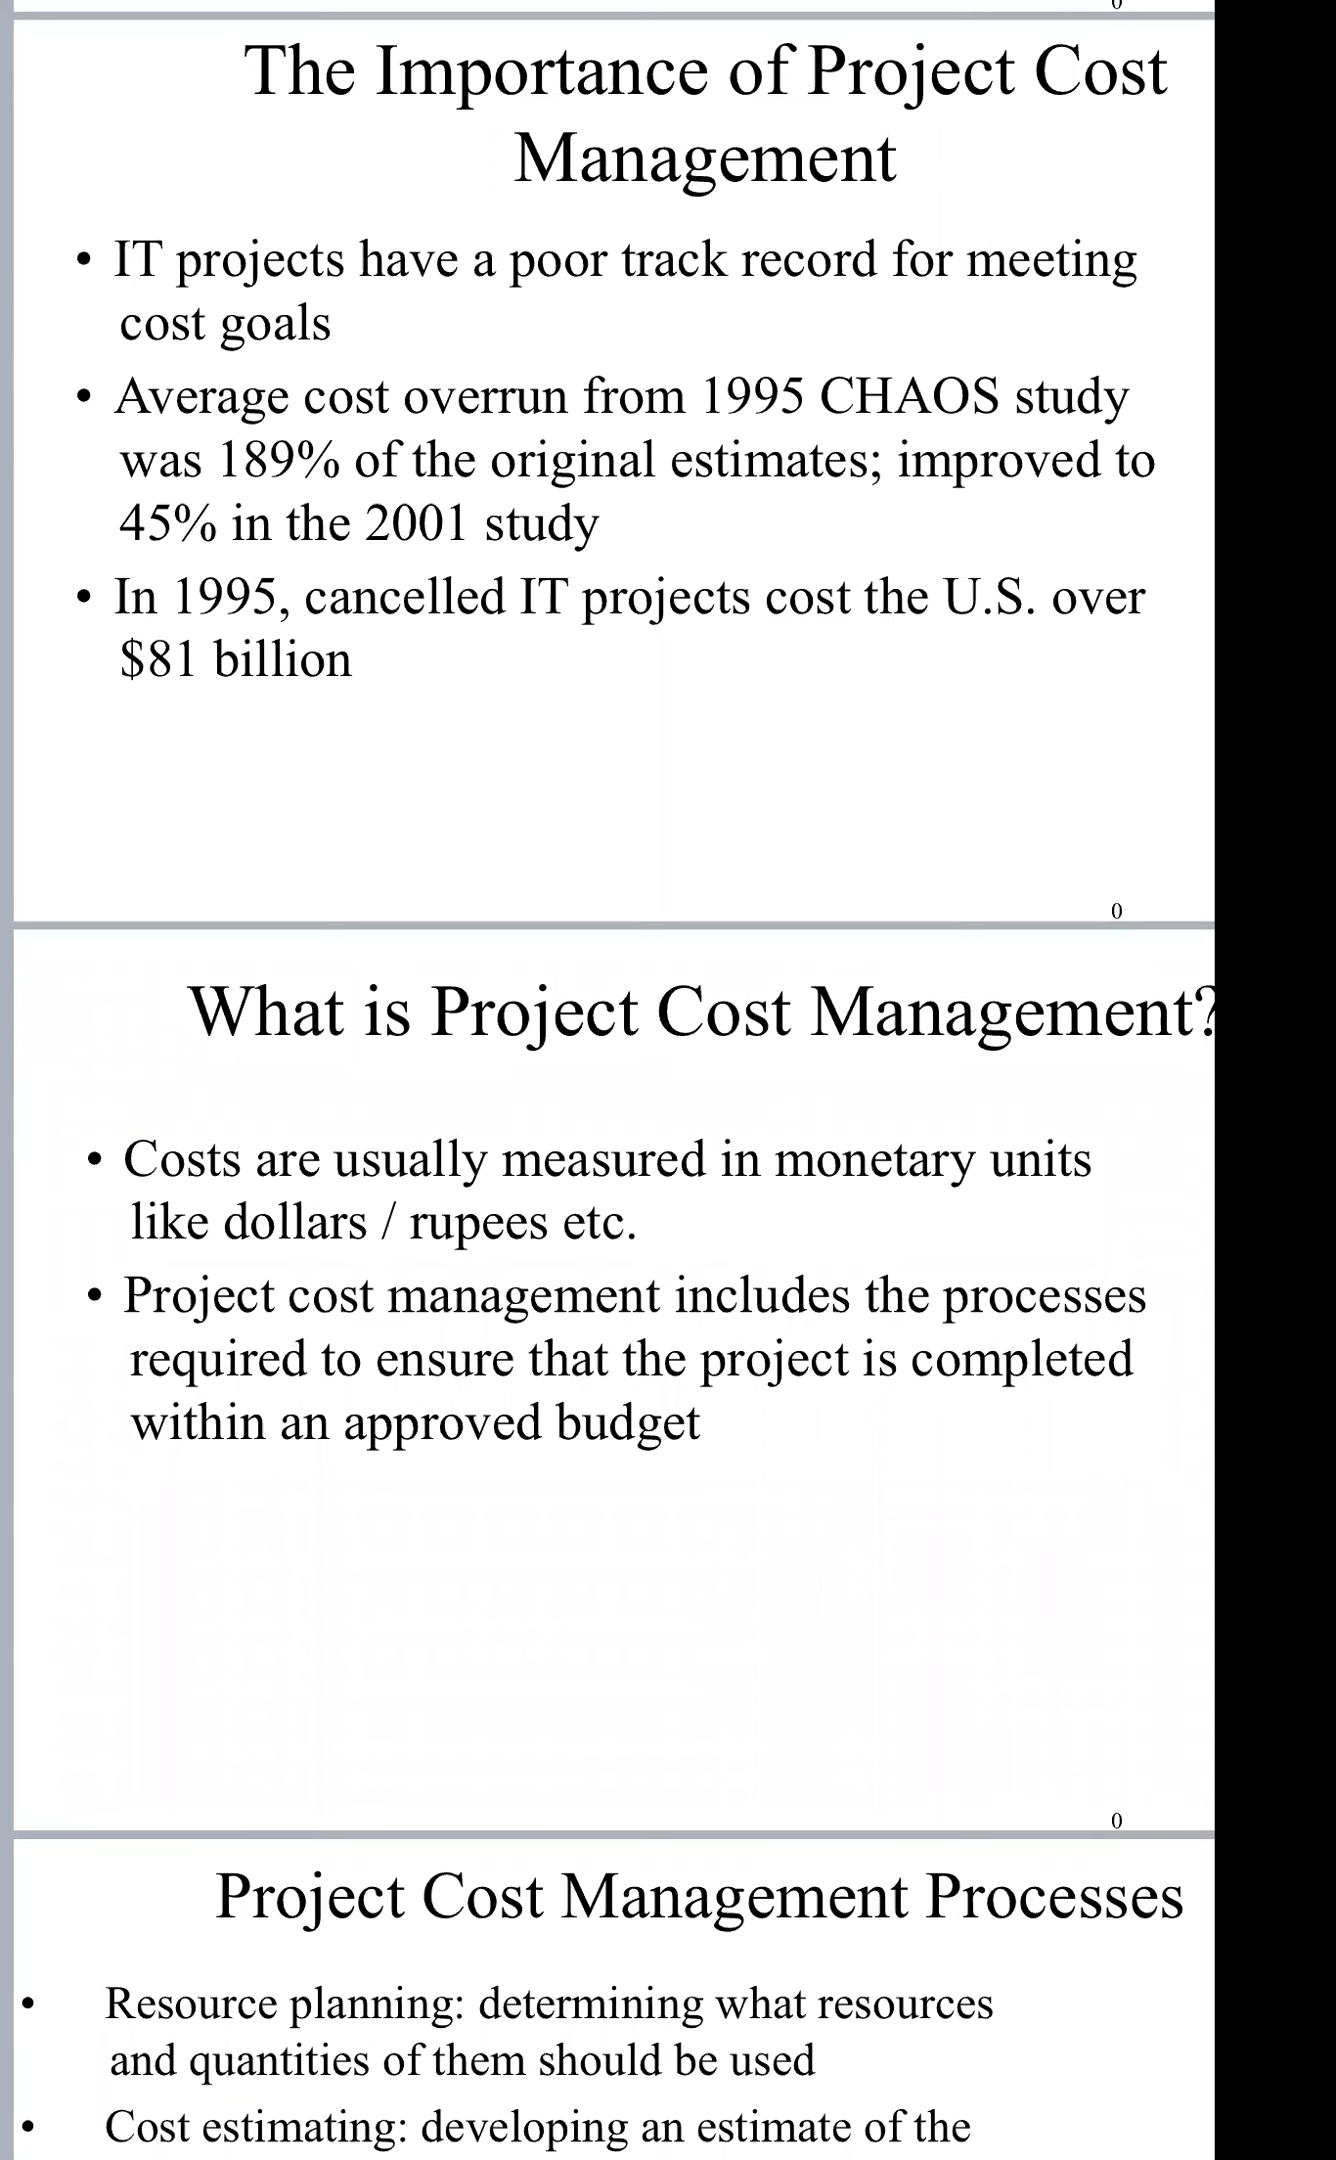 0
The Importance of Project Cost
Management
• IT projects have a poor track record for meeting
cost goals
• Average cost overrun from 1995 CHAOS study
was 189% of the original estimates; improved to
45% in the 2001 study
• In 1995, cancelled IT projects cost the U.S. over
$81 billion
0
What is Project Cost Management?
• Costs are usually measured in monetary units
like dollars / rupees etc.
• Project cost management includes the processes
required to ensure that the project is completed
within an approved budget
0
Project Cost Management Processes
• Resource planning: determining what resources
and quantities of them should be used
• Cost estimating: developing an estimate of the